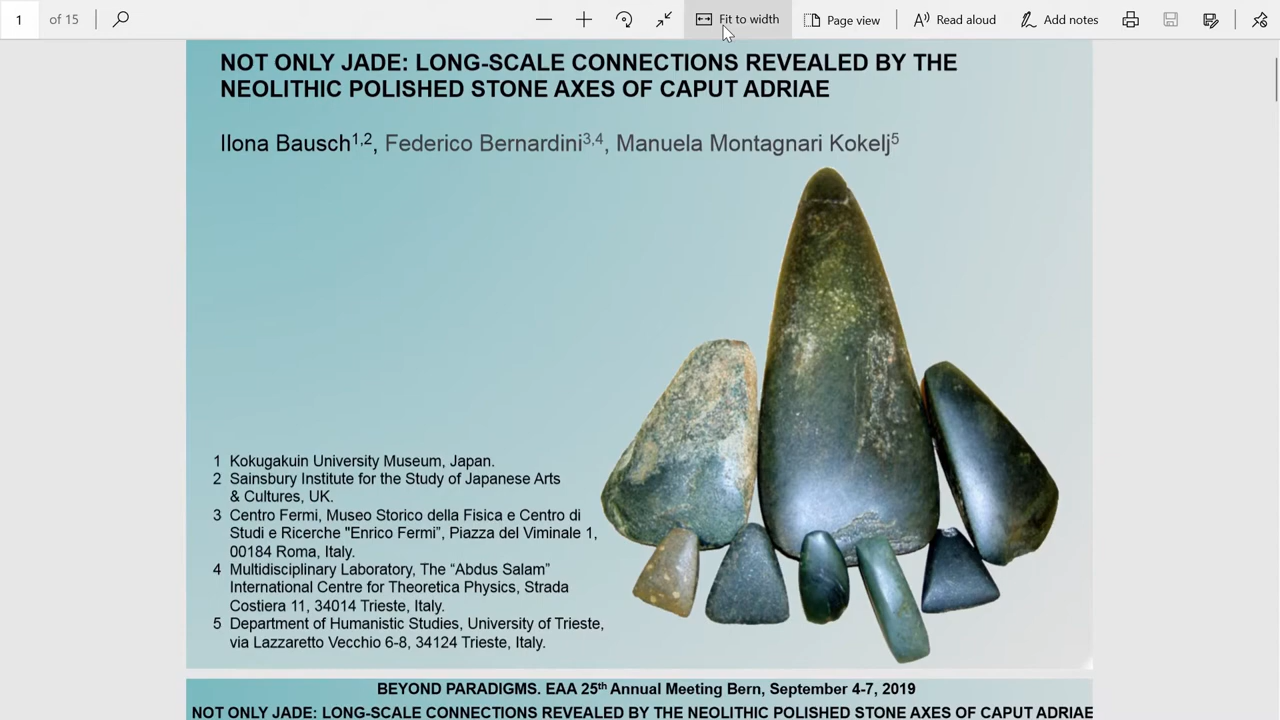 1 of 15 Fit to width Page view Read aloud Add notes
NOT ONLY JADE: LONG-SCALE CONNECTIONS REVEALED BY THE
NEOLITHIC POLISHED STONE AXES OF CAPUT ADRIAE
Ilona Bausch1,2, Federico Bernardini3,4, Manuela Montagnari Kokelj5
1 Kokugakuin University Museum, Japan.
2 Sainsbury Institute for the Study of Japanese Arts
& Cultures, UK.
3 Centro Fermi, Museo Storico della Fisica e Centro di
Studi e Ricerche "Enrico Fermi”, Piazza del Viminale 1,
00184 Roma, Italy.
4 Multidisciplinary Laboratory, The “Abdus Salam”
International Centre for Theoretica Physics, Strada
Costiera 11, 34014 Trieste, Italy.
5 Department of Humanistic Studies, University of Trieste,
via Lazzaretto Vecchio 6-8, 34124 Trieste, Italy.
BEYOND PARADIGMS. EAA 25th Annual Meeting Bern, September 4-7, 2019
NOT ONLY JADE: LONG-SCALE CONNECTIONS REVEALED BY THE NEOLITHIC POLISHED STONE AXES OF CAPUT ADRIAE